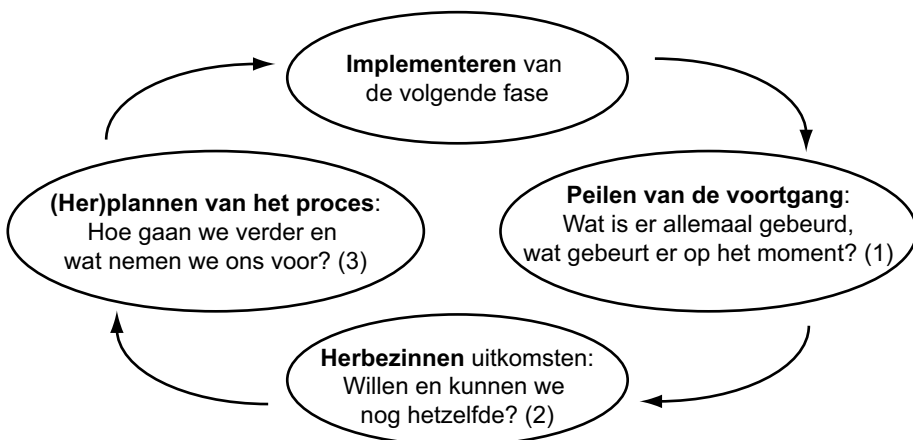 Implementeren van
de volgende fase
Peilen van de voortgang:
Wat is er allemaal gebeurd,
wat gebeurt er op het moment? (1)
Herbezinnen uitkomsten:
Willen en kunnen we
nog hetzelfde? (2)
(Her)plannen van het proces:
Hoe gaan we verder en
wat nemen we ons voor? (3)